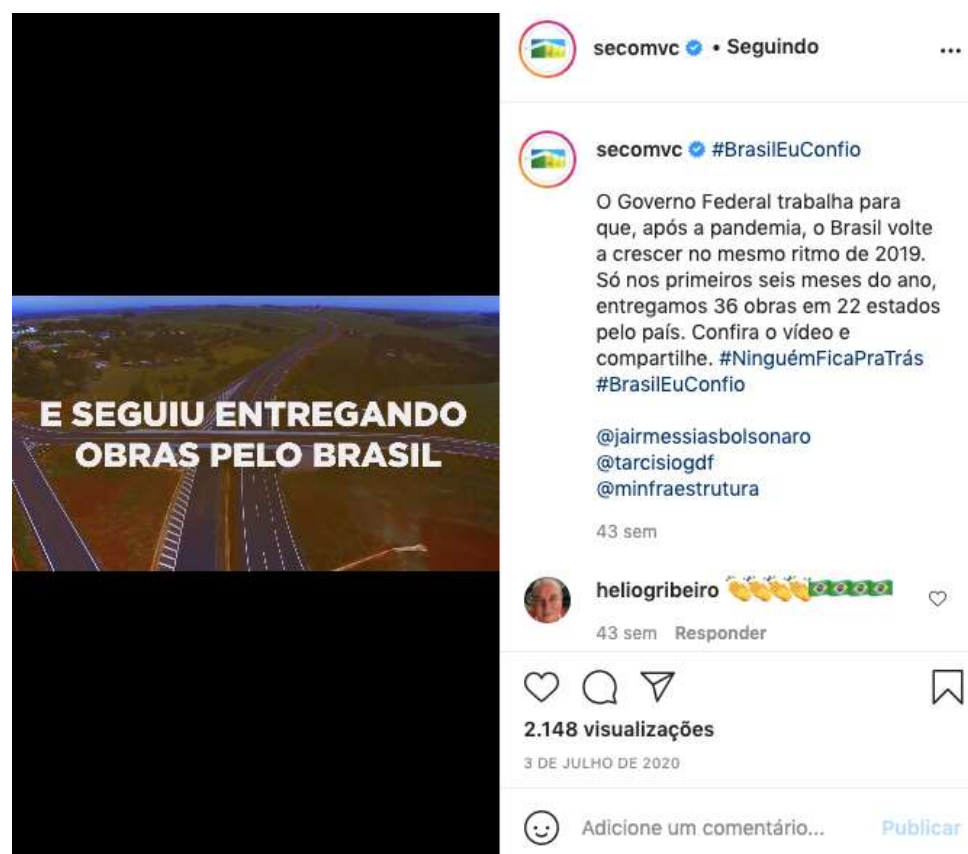 E SEGUIU ENTREGANDO
OBRAS PELO BRASIL
secomvc • Seguindo
secomvc #BrasilEuConfio
O Governo Federal trabalha para
que, após a pandemia, o Brasil volte
a crescer no mesmo ritmo de 2019.
Só nos primeiros seis meses do ano,
entregamos 36 obras em 22 estados
pelo país. Confira o vídeo e
compartilhe. #NinguémFicaPraTrás
#BrasilEuConfio
@jairmessiasbolsonaro
@tarcisiogdf
@minfraestrutura
43 sem
heliogribeiro 👏👏👏👏🇧🇷🇧🇷🇧🇷🇧🇷
43 sem Responder
2.148 visualizações
3 DE JULHO DE 2020
Adicione um comentário... Publicar